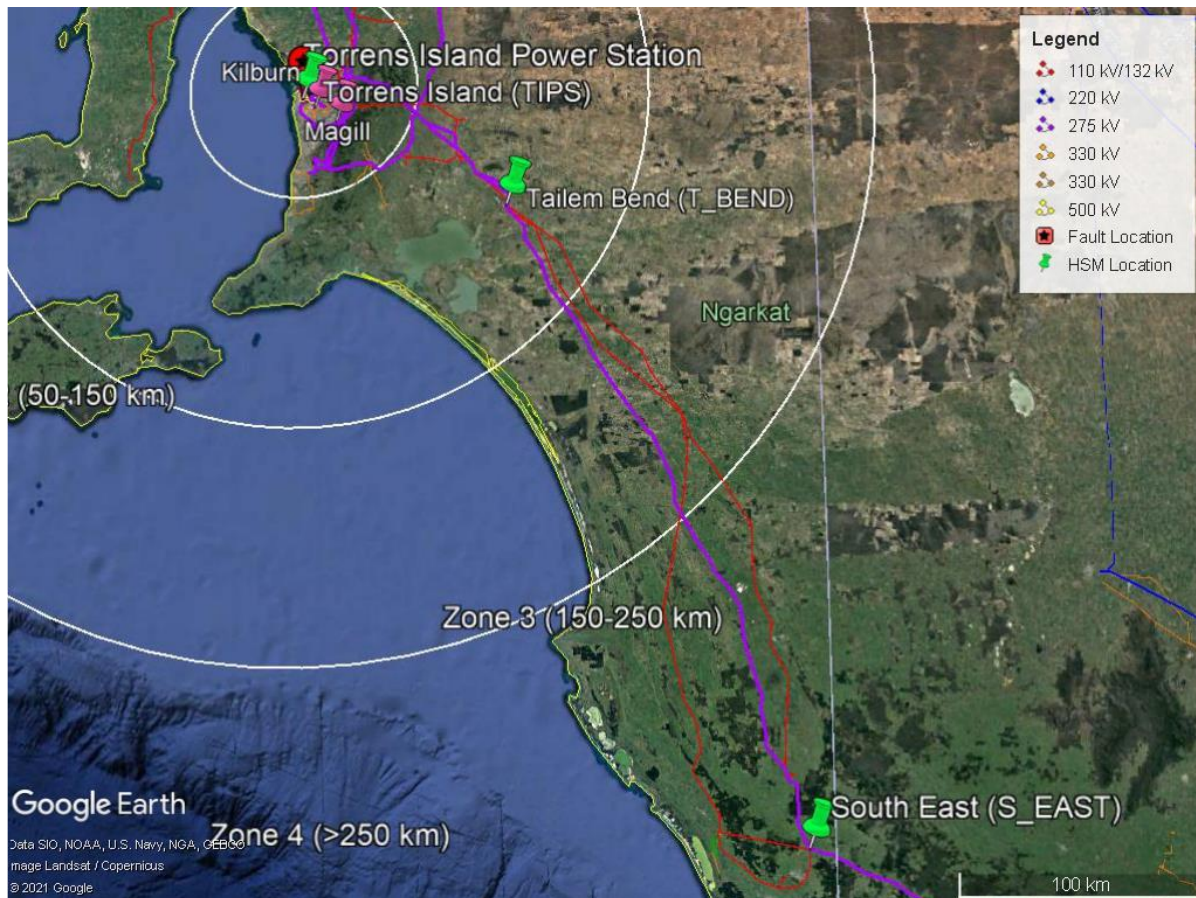 Torrens Island Power Station
Kilburn
Torrens Island (TIPS)
Magill
Tailem Bend (T_BEND)
Ngarkat
(50-150 km)
Zone 3 (150-250 km)
South East (S_EAST)
Zone 4 (>250 km)
Legend
110 kV/132 kV
220 kV
275 kV
330 kV
330 kV
500 kV
Fault Location
HSM Location
Google Earth
Data SIO, NOAA, U.S. Navy, NGA, GEBCO
mage Landsat / Copernicus
© 2021 Google
100 km